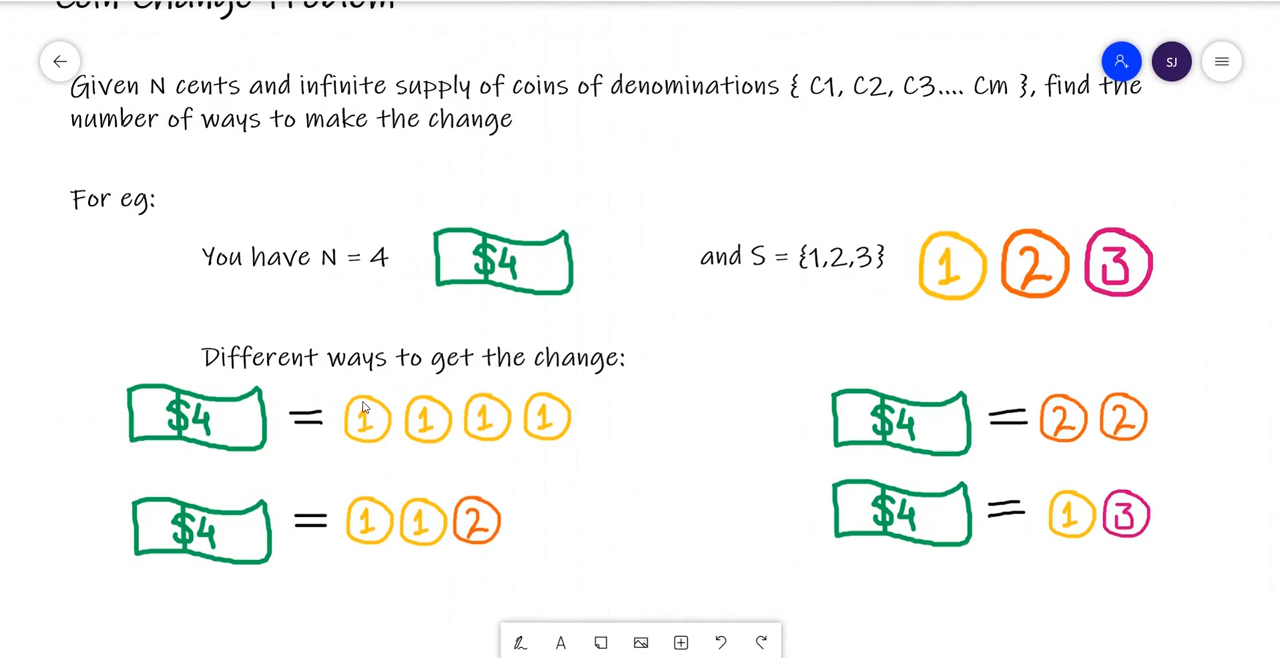 Coin Change Problem
Given N cents and infinite supply of coins of denominations { C1, C2, C3.... Cm }, find the
number of ways to make the change
SJ
For eg:
You have N = 4 $4 and S = {1,2,3} 1 2 3
Different ways to get the change:
$4 = 1 1 1 1 $4 = 2 2
$4 = 1 1 2 $4 = 1 3
A